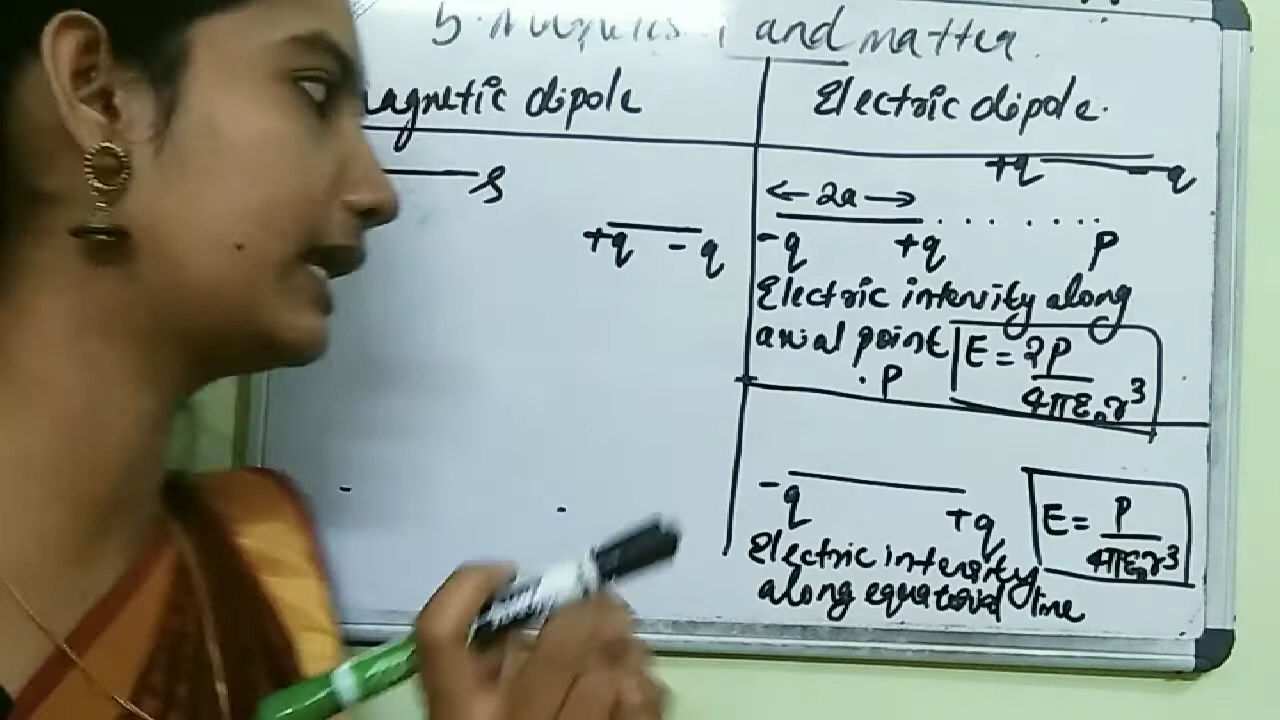 5. and matter.
agnetic dipole
Electric dipole.
+q -q
S
← 2a →
+q -q
-q +q P
Electric intensity along
axial point
E = 2P / 4πε₀r³
. P
-q +q
E = P / 4πε₀r³
Electric intensity
along equatorial line